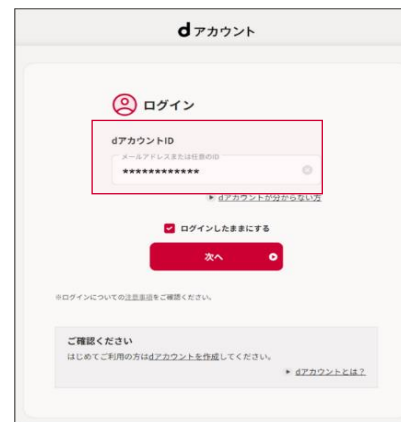 dアカウント
ログイン
dアカウントID
メールアドレスまたは任意のID
************
dアカウントが分からない方
ログインしたままにする
次へ
※ログインについての注意事項をご確認ください。
ご確認ください
はじめてご利用の方はdアカウントを作成してください。
dアカウントとは？